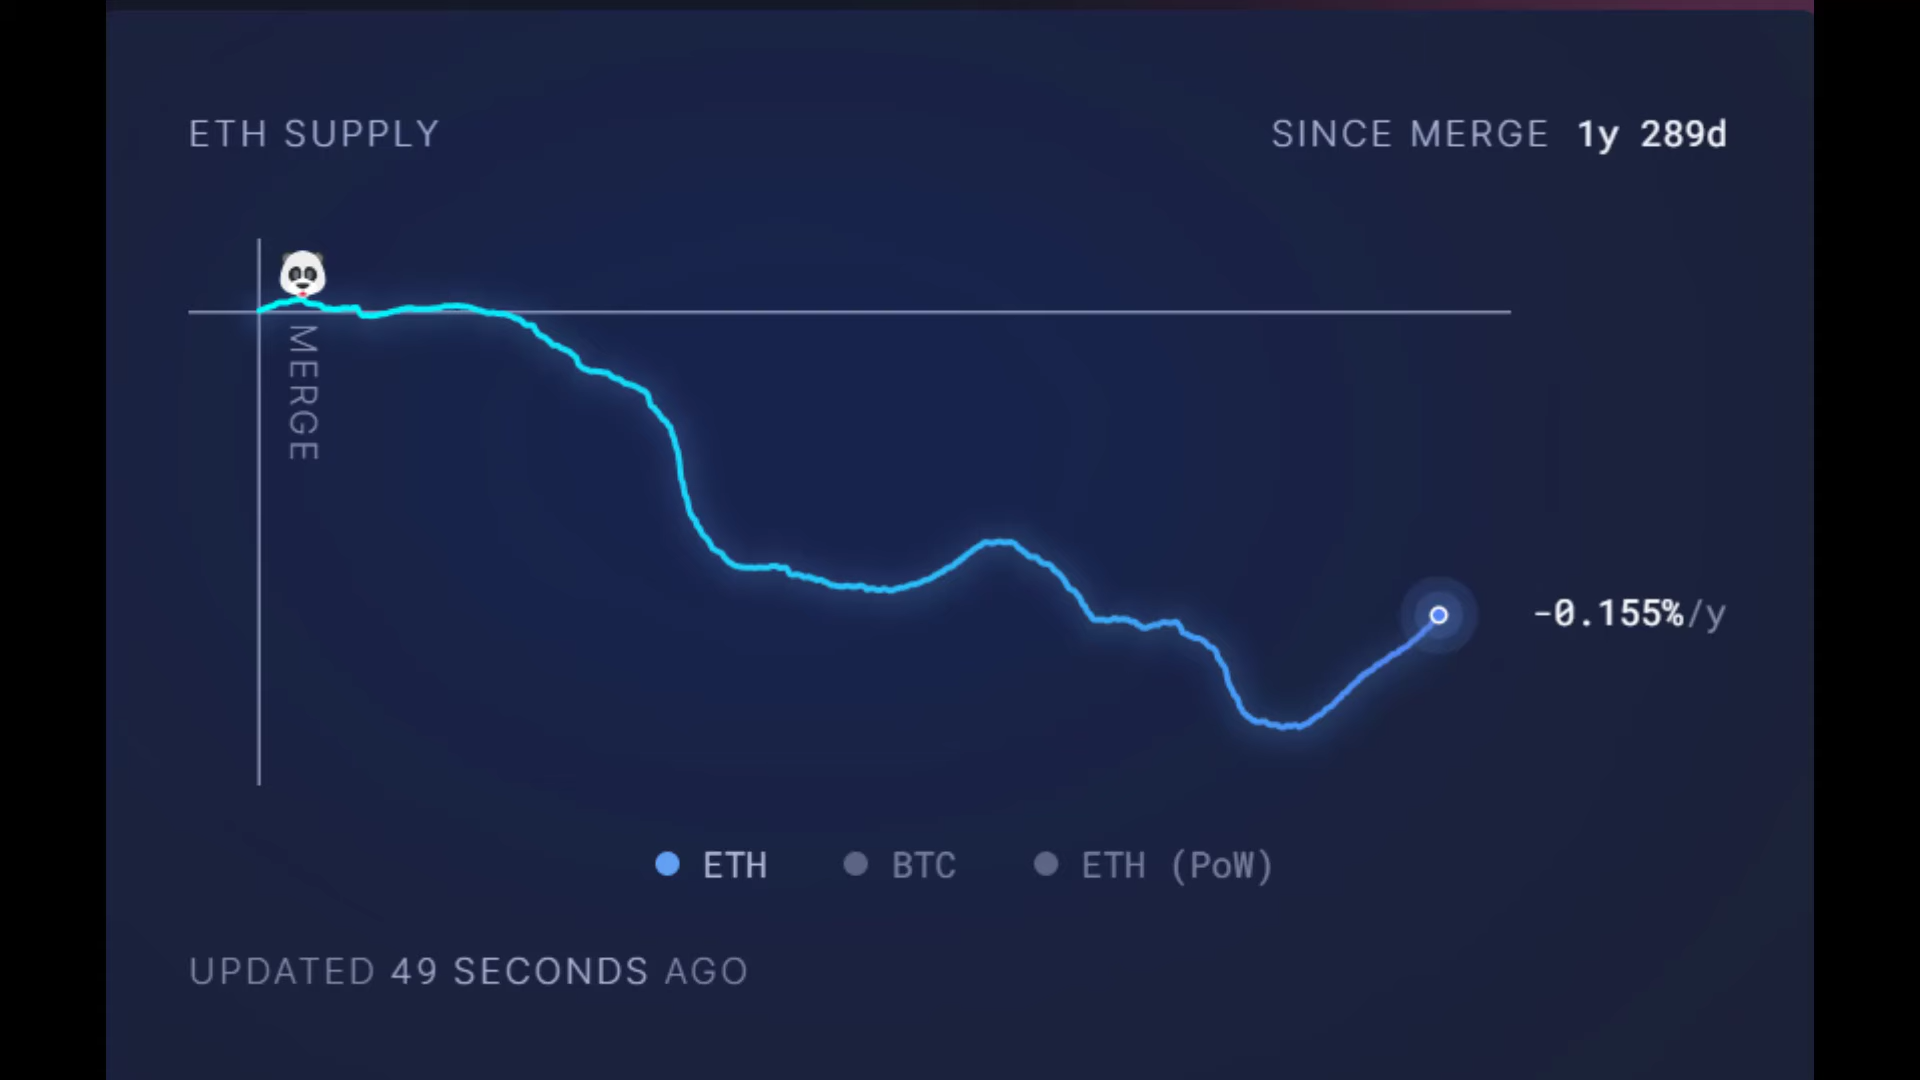 ETH SUPPLY
SINCE MERGE 1y 289d
MERGE
-0.155%/y
ETH
BTC
ETH (PoW)
UPDATED 49 SECONDS AGO